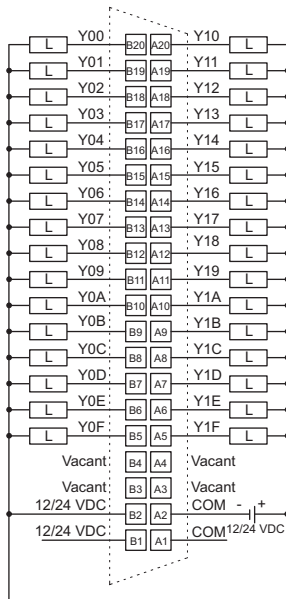 L Y00 B20 A20 Y10 L
L Y01 B19 A19 Y11 L
L Y02 B18 A18 Y12 L
L Y03 B17 A17 Y13 L
L Y04 B16 A16 Y14 L
L Y05 B15 A15 Y15 L
L Y06 B14 A14 Y16 L
L Y07 B13 A13 Y17 L
L Y08 B12 A12 Y18 L
L Y09 B11 A11 Y19 L
L Y0A B10 A10 Y1A L
L Y0B B9 A9 Y1B L
L Y0C B8 A8 Y1C L
L Y0D B7 A7 Y1D L
L Y0E B6 A6 Y1E L
L Y0F B5 A5 Y1F L
Vacant B4 A4 Vacant
Vacant B3 A3 Vacant
12/24 VDC B2 A2 COM - +
12/24 VDC B1 A1 COM 12/24 VDC